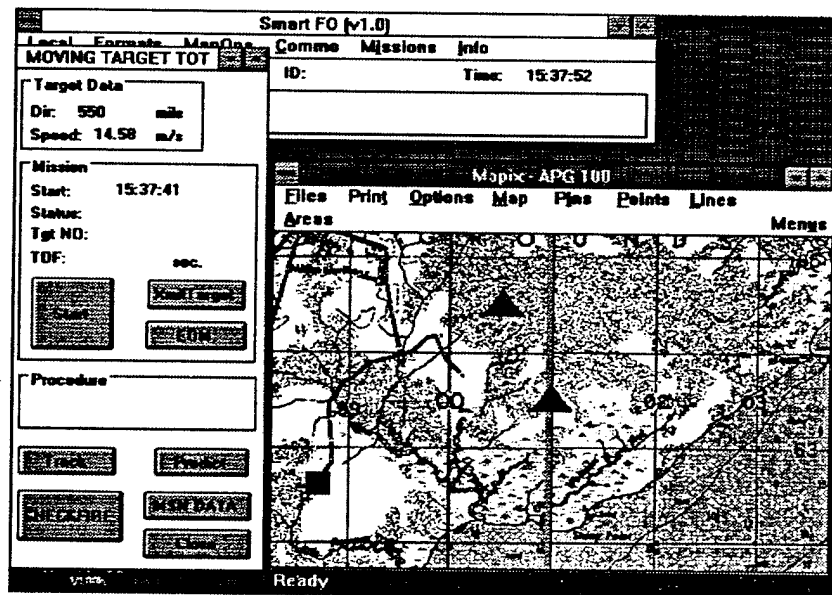 Smart FO (v1.0)
Local Formats MapOps Comms Missions Info
ID: Time: 15:37:52
MOVING TARGET TOT
Target Data
Dir: 550 mils
Speed: 14.58 m/s
Mission
Start: 15:37:41
Status:
Tgt NO:
TOF: sec.
Start
Xmit Target
EOM
Procedure
Track
Predict
MSN DATA
Close
Mapix - APG 100
Files Print Options Map Pins Points Lines
Areas Menus
O U N D
00 02 03
Ready